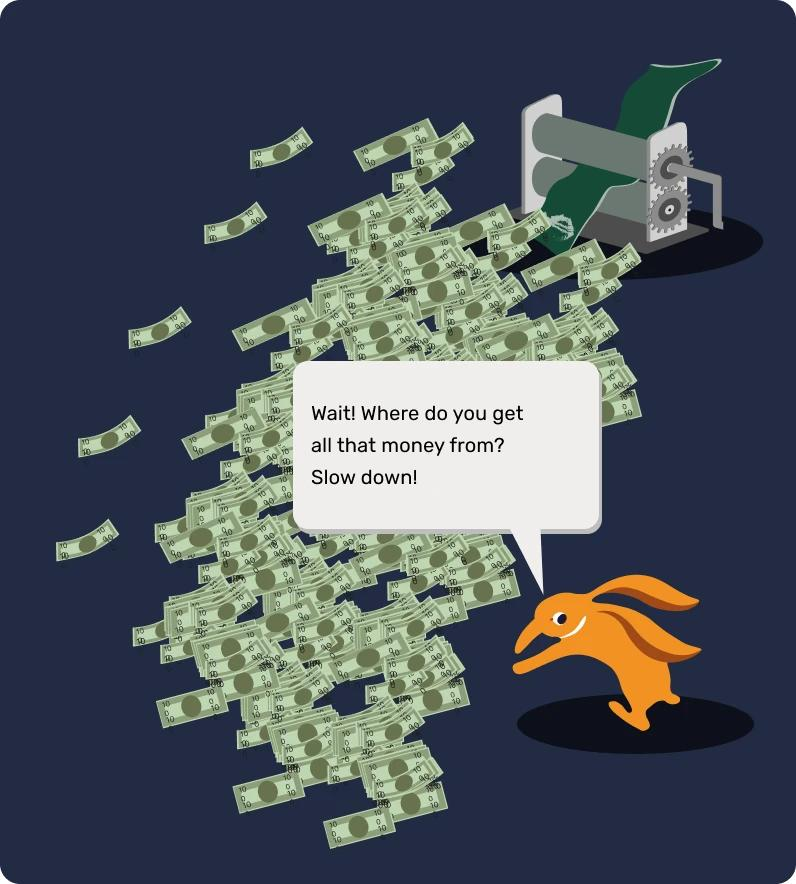 Wait! Where do you get
all that money from?
Slow down!